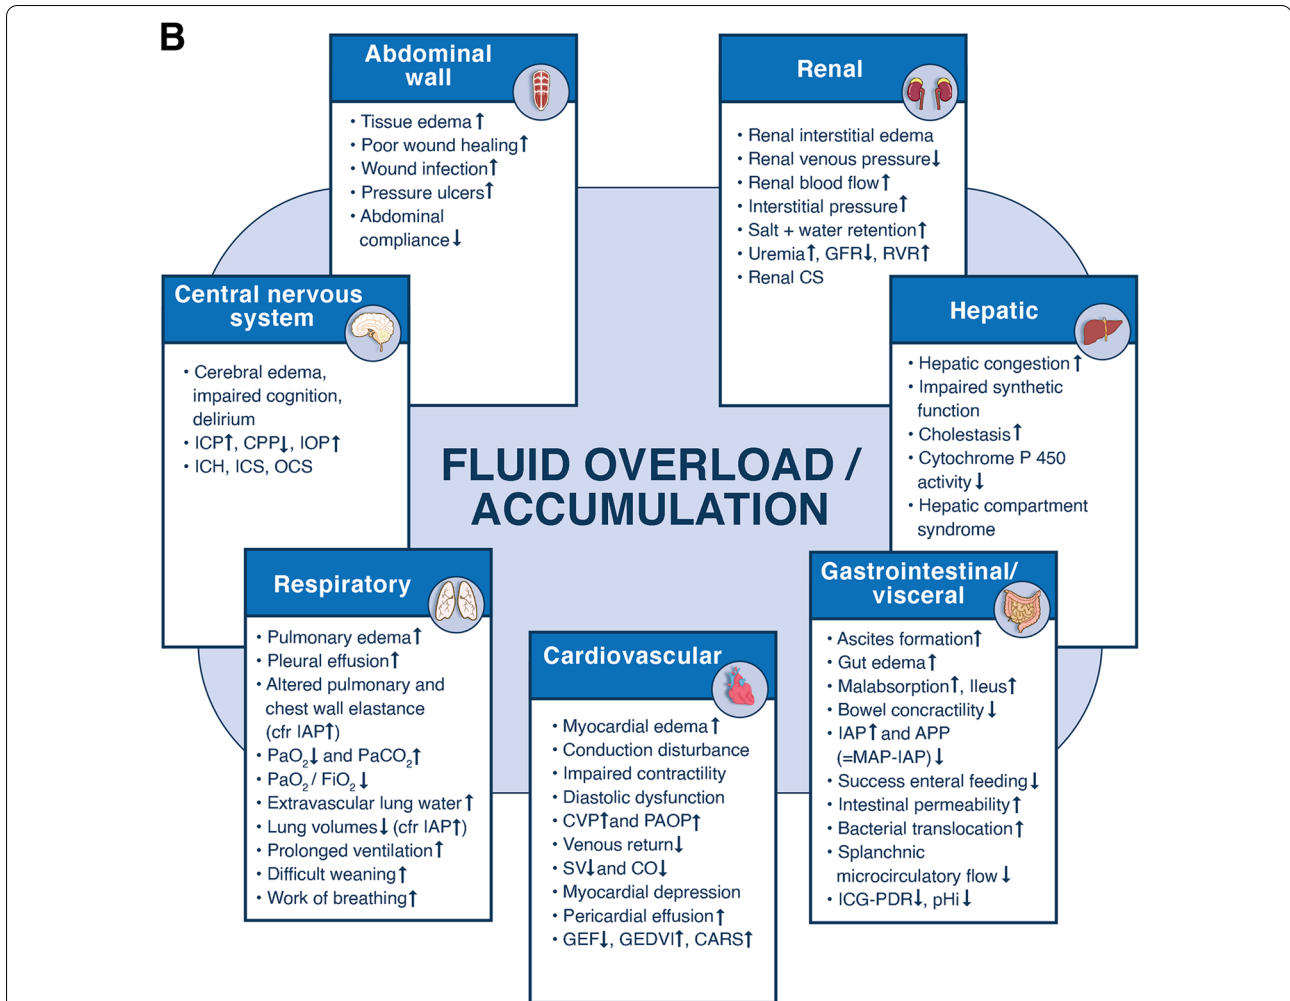 B
Abdominal
wall
• Tissue edema↑
• Poor wound healing↑
• Wound infection↑
• Pressure ulcers↑
• Abdominal
compliance↓
Renal
• Renal interstitial edema
• Renal venous pressure↓
• Renal blood flow↑
• Interstitial pressure↑
• Salt + water retention↑
• Uremia↑, GFR↓, RVR↑
• Renal CS
Central nervous
system
• Cerebral edema,
impaired cognition,
delirium
• ICP↑, CPP↓, IOP↑
• ICH, ICS, OCS
Hepatic
• Hepatic congestion↑
• Impaired synthetic
function
• Cholestasis↑
• Cytochrome P 450
activity↓
• Hepatic compartment
syndrome
FLUID OVERLOAD /
ACCUMULATION
Respiratory
• Pulmonary edema↑
• Pleural effusion↑
• Altered pulmonary and
chest wall elastance
(cfr IAP↑)
• PaO₂↓ and PaCO₂↑
• PaO₂ / FiO₂↓
• Extravascular lung water↑
• Lung volumes↓ (cfr IAP↑)
• Prolonged ventilation↑
• Difficult weaning↑
• Work of breathing↑
Cardiovascular
• Myocardial edema↑
• Conduction disturbance
• Impaired contractility
• Diastolic dysfunction
• CVP↑and PAOP↑
• Venous return↓
• SV↓and CO↓
• Myocardial depression
• Pericardial effusion↑
• GEF↓, GEDVI↑, CARS↑
Gastrointestinal/
visceral
• Ascites formation↑
• Gut edema↑
• Malabsorption↑, Ileus↑
• Bowel concractility↓
• IAP↑ and APP
(=MAP-IAP)↓
• Success enteral feeding↓
• Intestinal permeability↑
• Bacterial translocation↑
• Splanchnic
microcirculatory flow↓
• ICG-PDR↓, pHi↓